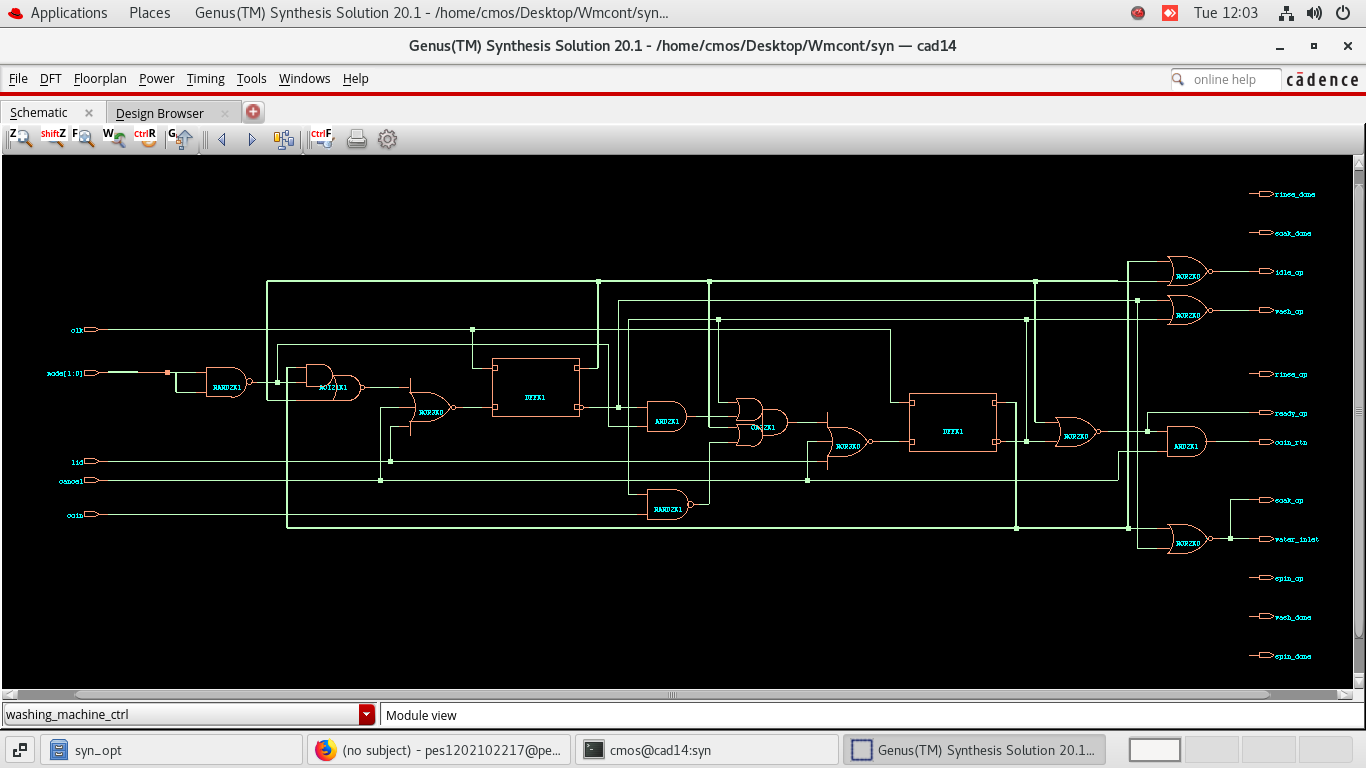 Applications Places Genus(TM) Synthesis Solution 20.1 - /home/cmos/Desktop/Wmcont/syn... Tue 12:03
Genus(TM) Synthesis Solution 20.1 - /home/cmos/Desktop/Wmcont/syn — cad14
File DFT Floorplan Power Timing Tools Windows Help online help cādence
Schematic Design Browser
Z ShiftZ F W CtrlR G CtrlF
rinse_done
soak_done
NOR2X0 idle_op
clk NOR2X0 wash_op
mode[1:0] NAND2X1 AOI21X1 rinse_op
DFFX1 NOR3X0 ready_op
AND2X1 DFFX1 NOR2X0
NOR3X0 AND2X1 coin_rtn
lid
cancel
soak_op
coin NAND2X1
NOR2X0 water_inlet
spin_op
wash_done
spin_done
washing_machine_ctrl Module view
syn_opt (no subject) - pes1202102217@pe... cmos@cad14:syn Genus(TM) Synthesis Solution 20.1...